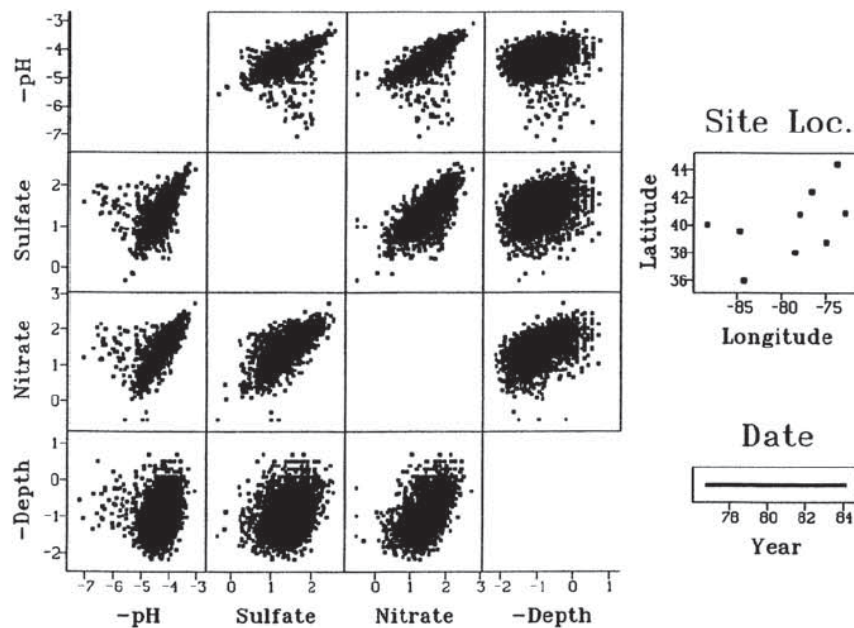 -3
-4
-5
-6
-7
-pH
2
1
0
Sulfate
3
2
1
0
Nitrate
1
0
-1
-2
-Depth
-7 -6 -5 -4 -3
-pH
0 1 2
Sulfate
0 1 2 3
Nitrate
-2 -1 0 1
-Depth
Site Loc.
44
42
40
38
36
Latitude
-85 -80 -75
Longitude
Date
78 80 82 84
Year